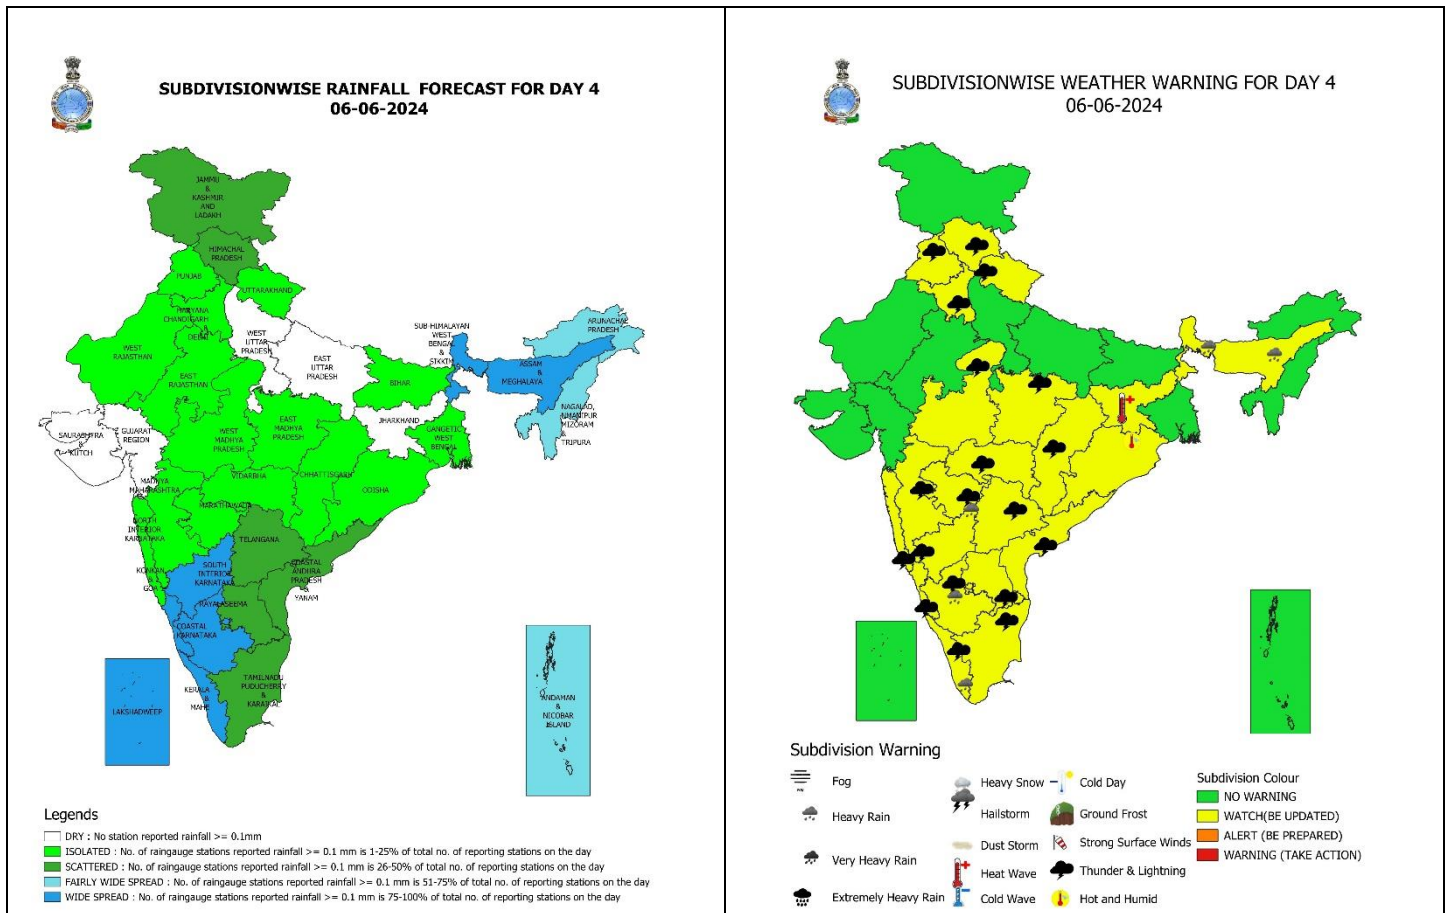 SUBDIVISIONWISE RAINFALL FORECAST FOR DAY 4
06-06-2024
JAMMU
&
KASHMIR
AND
LADAKH
HIMACHAL
PRADESH
PUNJAB
UTTARAKHAND
HARYANA
CHANDIGARH
&
DELHI
WEST
UTTAR
PRADESH
EAST
UTTAR
PRADESH
SUB-HIMALAYAN
WEST
BENGAL
&
SIKKIM
ARUNACHAL
PRADESH
WEST
RAJASTHAN
EAST
RAJASTHAN
BIHAR
ASSAM
&
MEGHALAYA
NAGALAD,
MANIPUR
MIZORAM
&
TRIPURA
SAURASHTRA
&
KUTCH
GUJARAT
REGION
WEST
MADHYA
PRADESH
EAST
MADHYA
PRADESH
JHARKHAND
GANGETIC
WEST
BENGAL
MADHYA
MAHARASHTRA
VIDARBHA
CHHATTISGARH
ODISHA
MARATHAWADA
NORTH
INTERIOR
KARNATAKA
TELANGANA
KONKAN
&
GOA
SOUTH
INTERIOR
KARNATAKA
COASTAL
ANDHRA
PRADESH
&
YANAM
RAYALASEEMA
COASTAL
KARNATAKA
KERALA
&
MAHE
TAMILNADU
PUDUCHERRY
&
KARAIKAL
LAKSHADWEEP
ANDAMAN
&
NICOBAR
ISLAND
Legends
DRY : No station reported rainfall >= 0.1mm
ISOLATED : No. of raingauge stations reported rainfall >= 0.1 mm is 1-25% of total no. of reporting stations on the day
SCATTERED : No. of raingauge stations reported rainfall >= 0.1 mm is 26-50% of total no. of reporting stations on the day
FAIRLY WIDE SPREAD : No. of raingauge stations reported rainfall >= 0.1 mm is 51-75% of total no. of reporting stations on the day
WIDE SPREAD : No. of raingauge stations reported rainfall >= 0.1 mm is 75-100% of total no. of reporting stations on the day
SUBDIVISIONWISE WEATHER WARNING FOR DAY 4
06-06-2024
Subdivision Warning
Fog
Heavy Rain
Very Heavy Rain
Extremely Heavy Rain
Heavy Snow
Hailstorm
Dust Storm
Heat Wave
Cold Wave
Cold Day
Ground Frost
Strong Surface Winds
Thunder & Lightning
Hot and Humid
Subdivision Colour
NO WARNING
WATCH(BE UPDATED)
ALERT (BE PREPARED)
WARNING (TAKE ACTION)